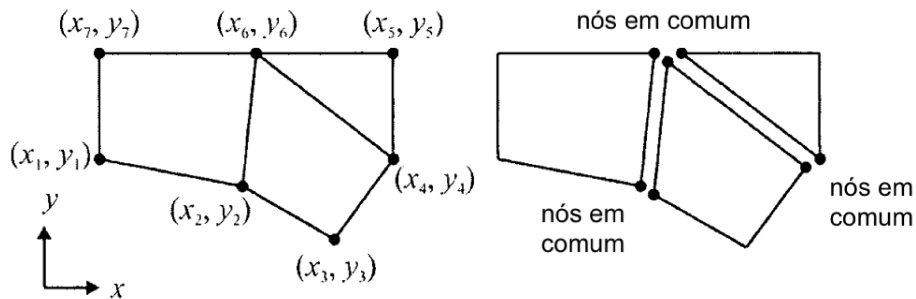 (x₇, y₇)
(x₆, y₆)
(x₅, y₅)
nós em comum
(x₁, y₁)
(x₂, y₂)
(x₄, y₄)
(x₃, y₃)
y
x
nós em
comum
nós em
comum